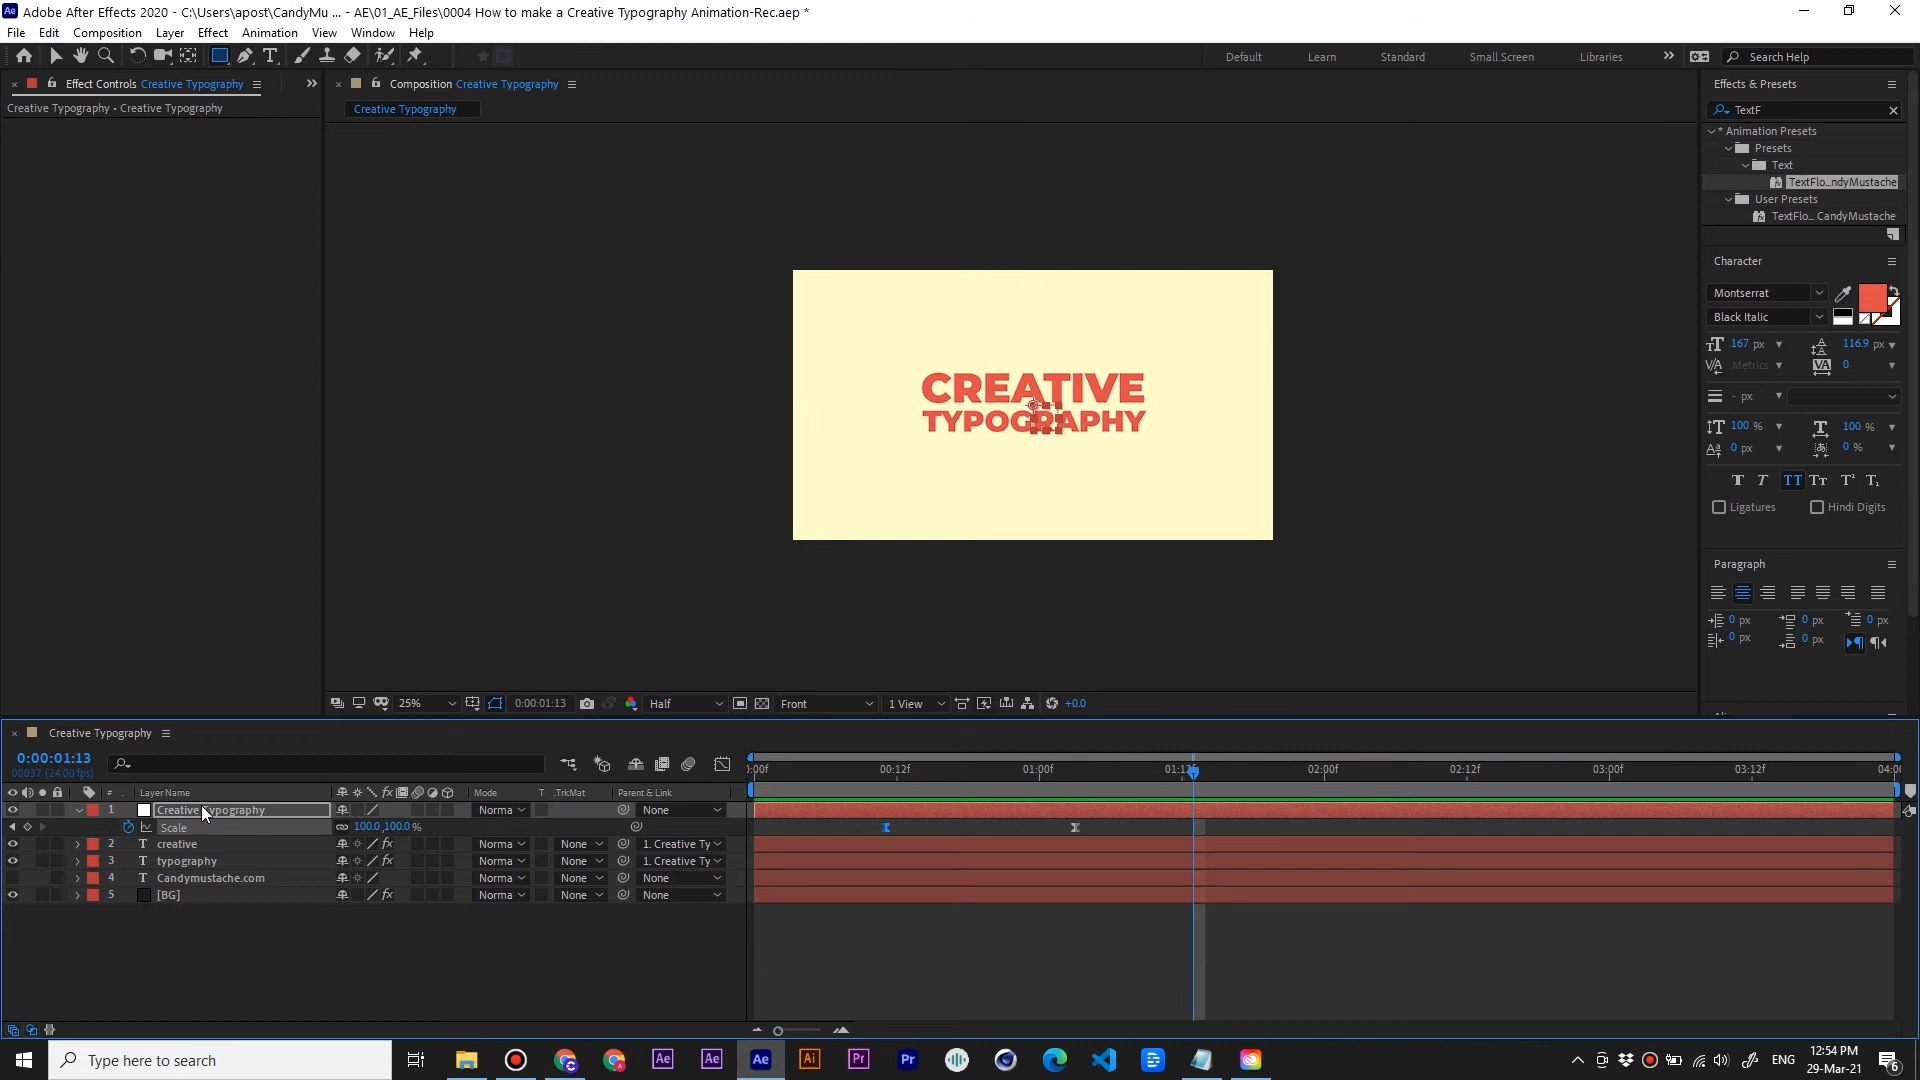 Adobe After Effects 2020 - C:\Users\apost\CandyMu ... - AE\01_AE_Files\0004 How to make a Creative Typography Animation-Rec.aep *
File Edit Composition Layer Effect Animation View Window Help
Default Learn Standard Small Screen Libraries Search Help
Effect Controls Creative Typography
Composition Creative Typography
Effects & Presets
Creative Typography • Creative Typography
Creative Typography
TextF
* Animation Presets
Presets
Text
TextFlo...ndyMustache
User Presets
TextFlo... CandyMustache
Character
Montserrat
Black Italic
167 px
116.9 px
Metrics
0
- px
100 %
100 %
0 px
0 %
Ligatures
Hindi Digits
CREATIVE
TYPOGRAPHY
Paragraph
0 px
0 px
0 px
0 px
0 px
25%
0:00:01:13
Half
Front
1 View
+0.0
Creative Typography
0:00:01:13
00037 (24.00 fps)
:00f 00:12f 01:00f 01:12f 02:00f 02:12f 03:00f 03:12f 04:00
# Layer Name Mode T .TrkMat Parent & Link
1 Creative Typography Norma None
Scale 100.0,100.0 %
2 T creative Norma None 1. Creative Ty
3 T typography Norma None 1. Creative Ty
4 T Candymustache.com Norma None None
5 [BG] Norma None None
Type here to search
ENG
12:54 PM
29-Mar-21
6